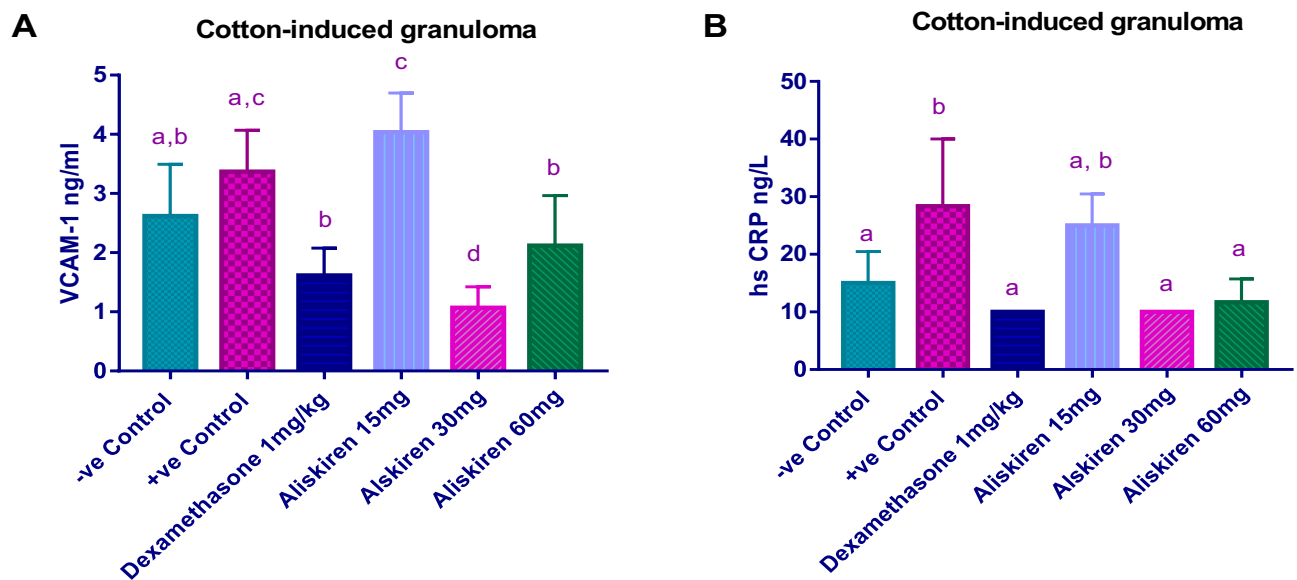 A
Cotton-induced granuloma
VCAM-1 ng/ml
5
4
3
2
1
0
a,b
a,c
b
c
d
b
-ve Control
+ve Control
Dexamethasone 1mg/kg
Aliskiren 15mg
Alskiren 30mg
Aliskiren 60mg
B
Cotton-induced granuloma
hs CRP ng/L
50
40
30
20
10
0
a
b
a
a, b
a
a
-ve Control
+ve Control
Dexamethasone 1mg/kg
Aliskiren 15mg
Alskiren 30mg
Aliskiren 60mg